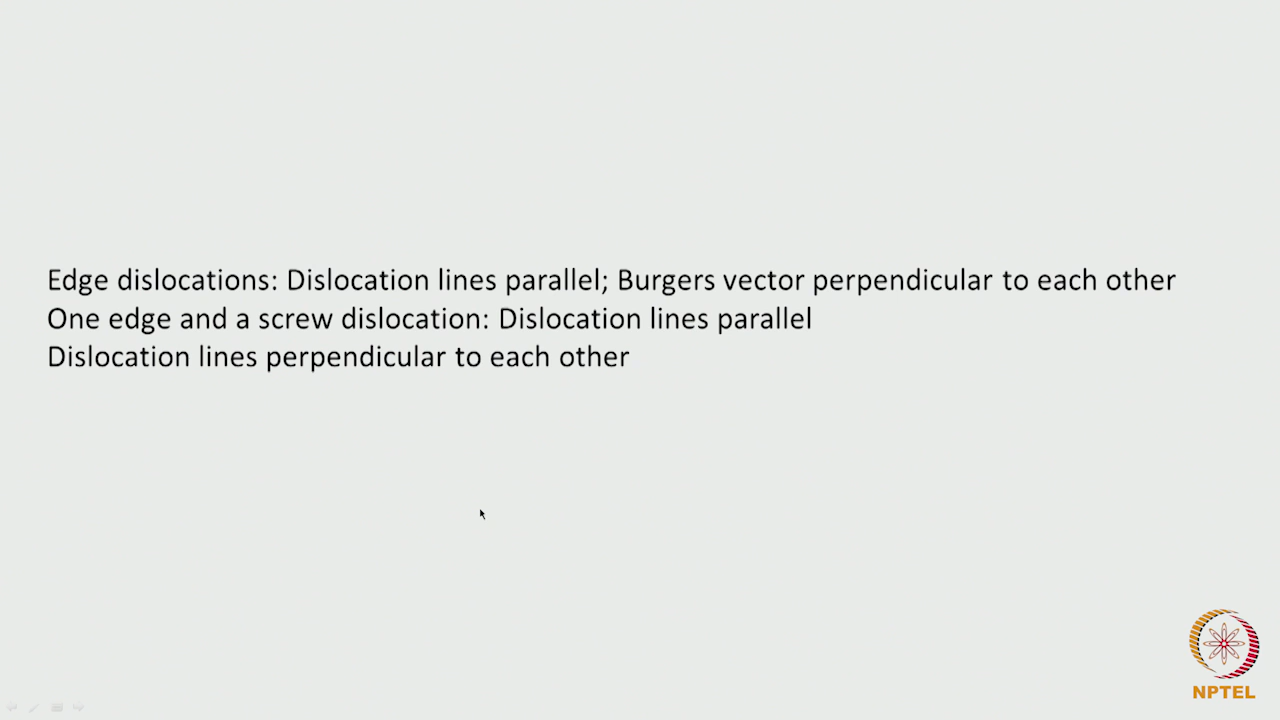 Edge dislocations: Dislocation lines parallel; Burgers vector perpendicular to each other
One edge and a screw dislocation: Dislocation lines parallel
Dislocation lines perpendicular to each other
NPTEL